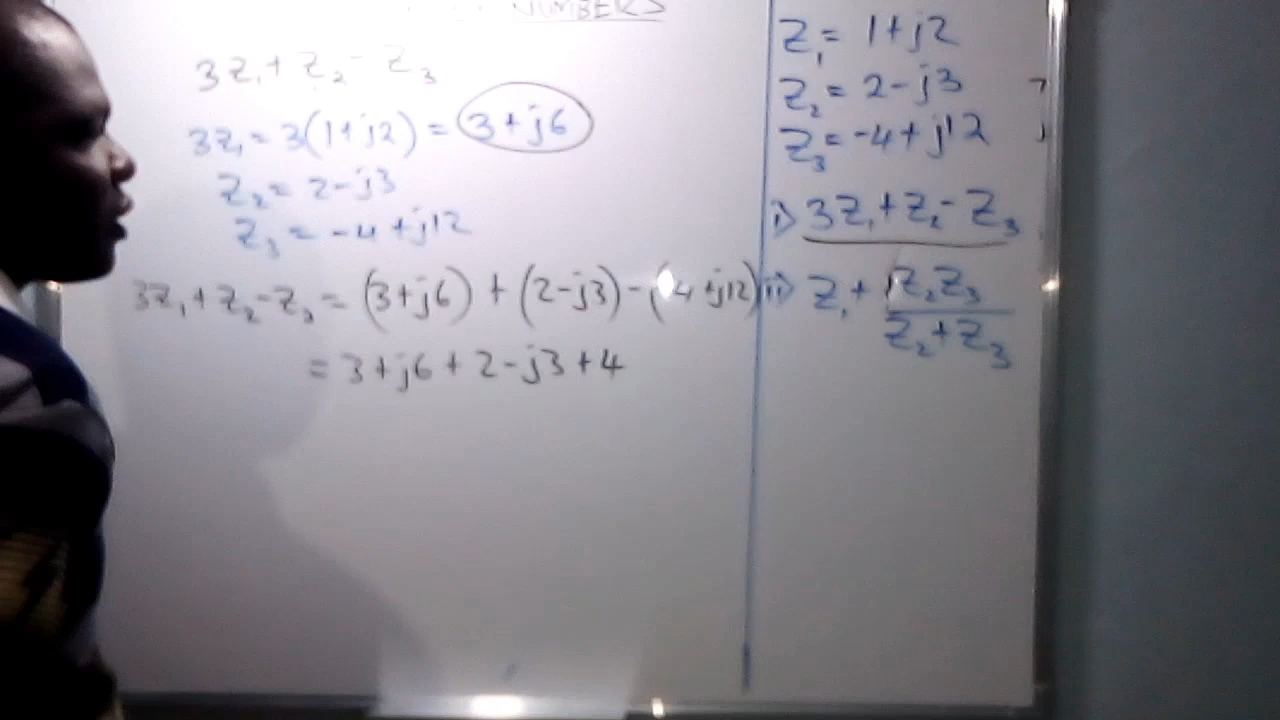 NUMBERS
3Z₁ + Z₂ - Z₃
3Z₁ = 3(1+j2) = 3+j6
Z₂ = 2-j3
Z₃ = -4+j12
3Z₁ + Z₂ - Z₃ = (3+j6) + (2-j3) - (-4+j12)
= 3+j6 + 2-j3 + 4
Z₁ = 1+j2
Z₂ = 2-j3
Z₃ = -4+j12
i) 3Z₁ + Z₂ - Z₃
ii) Z₁ + Z₂Z₃
Z₂ + Z₃